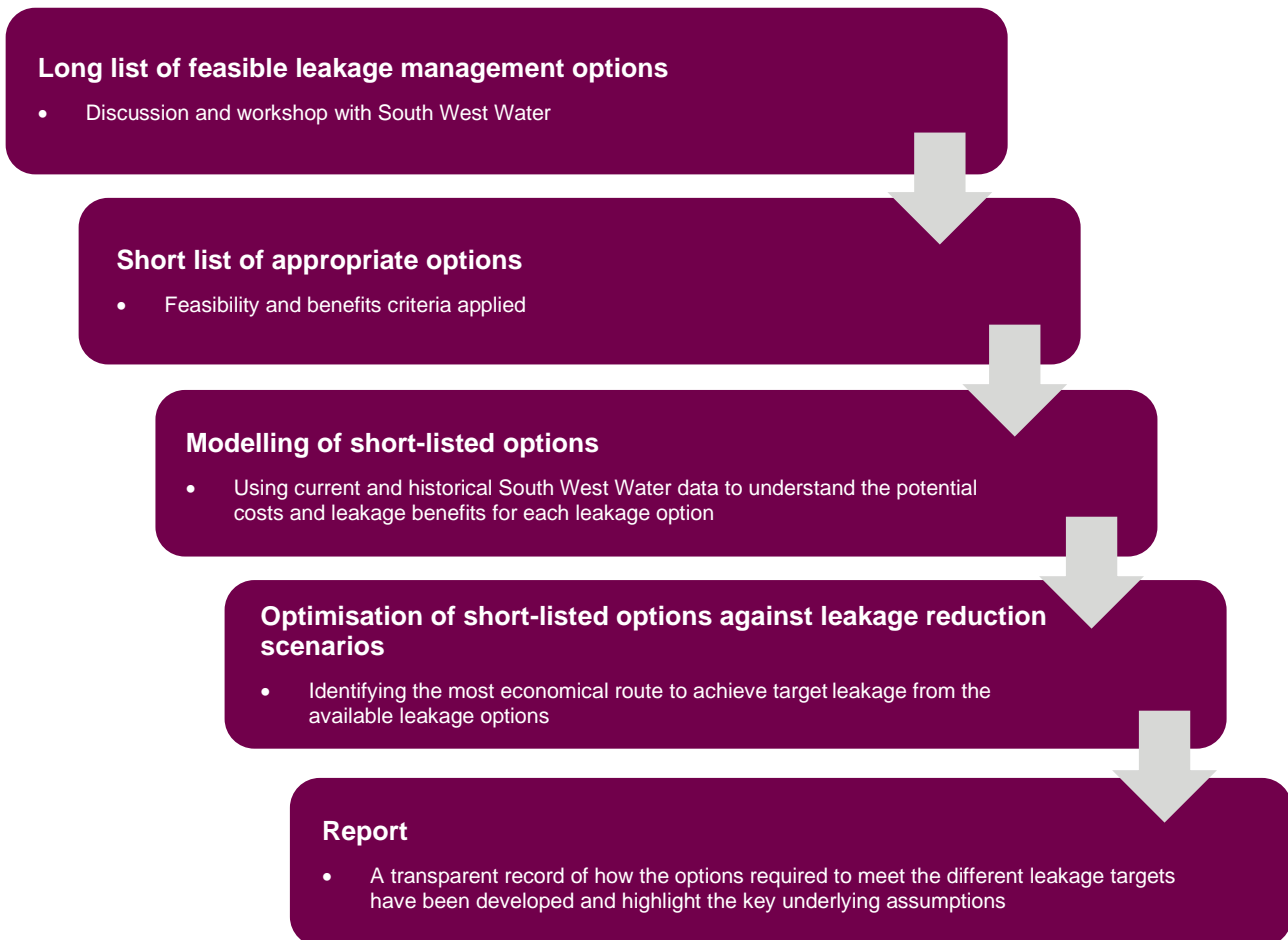 Long list of feasible leakage management options
• Discussion and workshop with South West Water
Short list of appropriate options
• Feasibility and benefits criteria applied
Modelling of short-listed options
• Using current and historical South West Water data to understand the potential
costs and leakage benefits for each leakage option
Optimisation of short-listed options against leakage reduction
scenarios
• Identifying the most economical route to achieve target leakage from the
available leakage options
Report
• A transparent record of how the options required to meet the different leakage targets
have been developed and highlight the key underlying assumptions